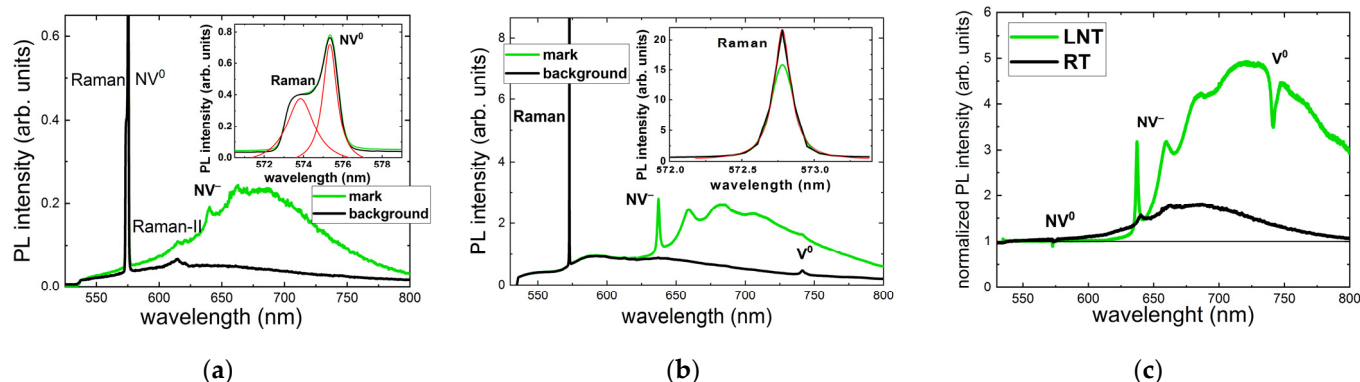 PL intensity (arb. units)
0.6
0.4
0.2
0.0
550 600 650 700 750 800
wavelength (nm)
Raman NV⁰
Raman-II
NV⁻
mark
background
PL intensity (arb. units)
0.8
0.6
0.4
0.2
0.0
572 574 576 578
wavelength (nm)
Raman
NV⁰
(a)
PL intensity (arb. units)
8
6
4
2
0
550 600 650 700 750 800
wavelength (nm)
mark
background
Raman
NV⁻
V⁰
PL intensity (arb. units)
20
15
10
5
0
572.0 572.5 573.0
wavelength (nm)
Raman
(b)
normalized PL intensity (arb. units)
6
5
4
3
2
1
0
550 600 650 700 750 800
wavelenght (nm)
LNT
RT
NV⁰
NV⁻
V⁰
(c)